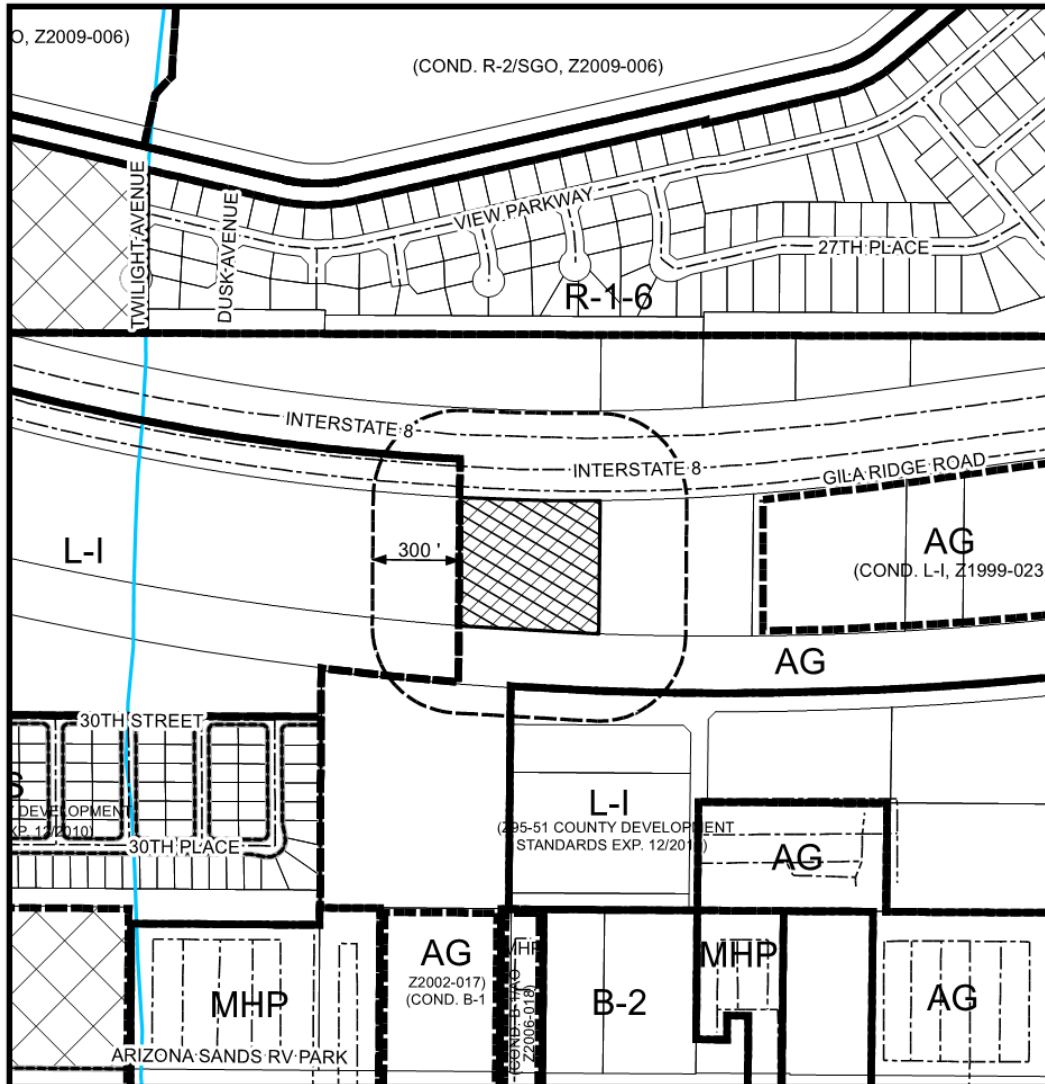 O, Z2009-006)
(COND. R-2/SGO, Z2009-006)
TWILIGHT AVENUE
DUSK AVENUE
VIEW PARKWAY
27TH PLACE
R-1-6
INTERSTATE 8
INTERSTATE 8
GILA RIDGE ROAD
L-I
300 '
AG
(COND. L-I, Z1999-023
AG
30TH STREET
S
DEVELOPMENT
XP. 12/2010)
30TH PLACE
L-I
(Z95-51 COUNTY DEVELOPMENT
STANDARDS EXP. 12/2010)
AG
AG
Z2002-017)
(COND. B-1
MHP
(COND. B-1/AO
Z2006-018)
B-2
MHP
AG
MHP
ARIZONA SANDS RV PARK